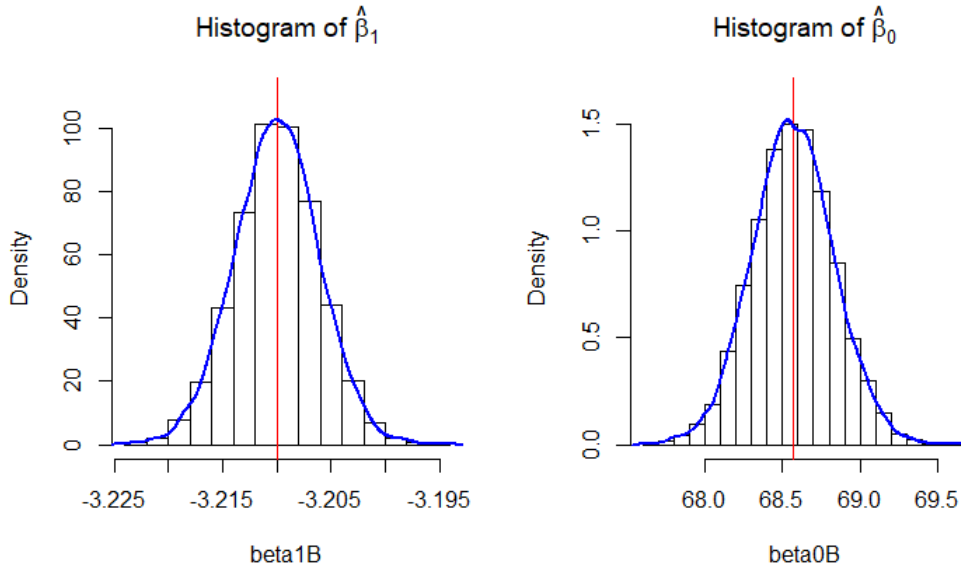 Histogram of β̂₁
Density
0 20 40 60 80 100
-3.225 -3.215 -3.205 -3.195
beta1B
Histogram of β̂₀
Density
0.0 0.5 1.0 1.5
68.0 68.5 69.0 69.5
beta0B